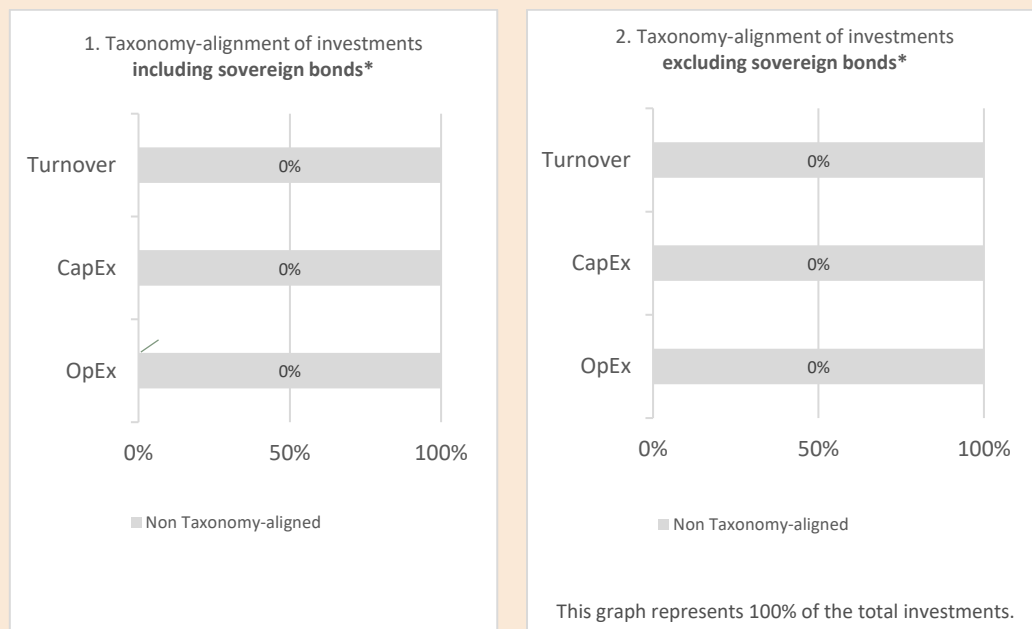 1. Taxonomy-alignment of investments
including sovereign bonds*
Turnover
0%
CapEx
0%
OpEx
0%
0%
50%
100%
Non Taxonomy-aligned
2. Taxonomy-alignment of investments
excluding sovereign bonds*
Turnover
0%
CapEx
0%
OpEx
0%
0%
50%
100%
Non Taxonomy-aligned
This graph represents 100% of the total investments.